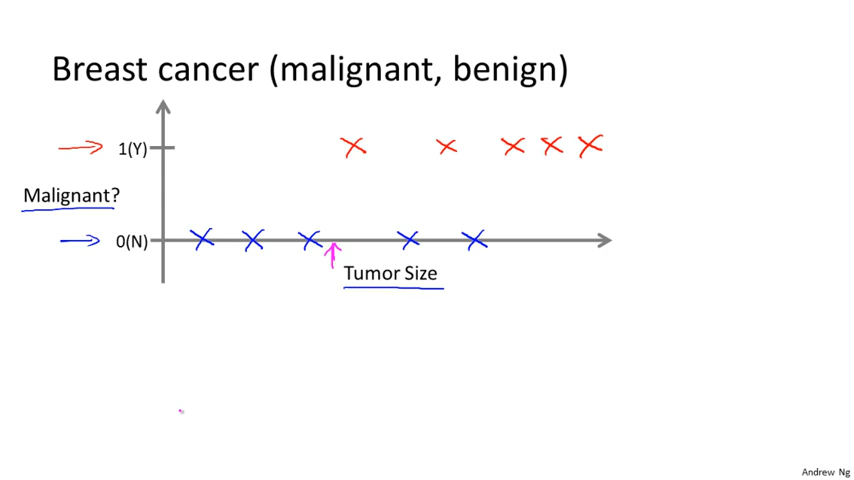 Breast cancer (malignant, benign)
1(Y)
Malignant?
0(N)
Tumor Size
Andrew Ng